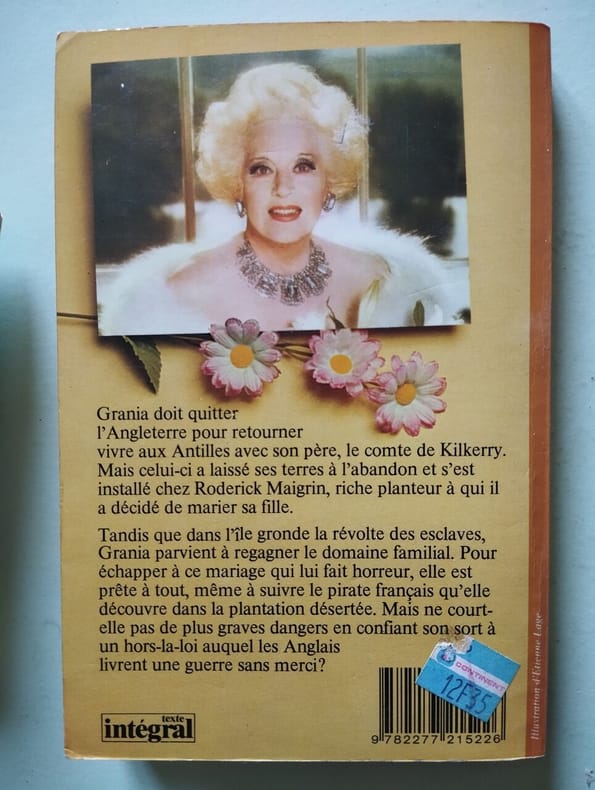 Grania doit quitter
l'Angleterre pour retourner
vivre aux Antilles avec son père, le comte de Kilkerry.
Mais celui-ci a laissé ses terres à l'abandon et s'est
installé chez Roderick Maigrin, riche planteur à qui il
a décidé de marier sa fille.
Tandis que dans l'île gronde la révolte des esclaves,
Grania parvient à regagner le domaine familial. Pour
échapper à ce mariage qui lui fait horreur, elle est
prête à tout, même à suivre le pirate français qu'elle
découvre dans la plantation désertée. Mais ne court-
elle pas de plus graves dangers en confiant son sort à
un hors-la-loi auquel les Anglais
livrent une guerre sans merci?
CONTINENT
12F35
texte
intégral
9 782277 215226
Illustration d'Etienne Lage